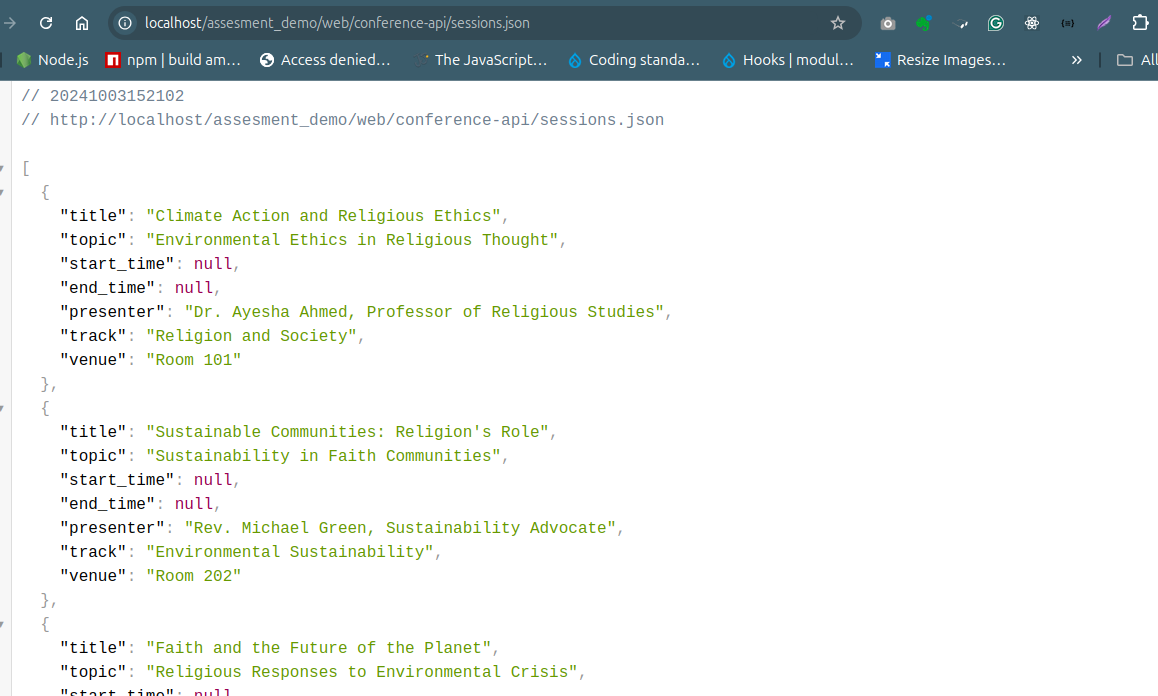 localhost/assesment_demo/web/conference-api/sessions.json
Node.js
npm | build am...
Access denied...
The JavaScript...
Coding standa...
Hooks | modul...
Resize Images...
»
All
// 20241003152102
// http://localhost/assesment_demo/web/conference-api/sessions.json
[
{
"title": "Climate Action and Religious Ethics",
"topic": "Environmental Ethics in Religious Thought",
"start_time": null,
"end_time": null,
"presenter": "Dr. Ayesha Ahmed, Professor of Religious Studies",
"track": "Religion and Society",
"venue": "Room 101"
},
{
"title": "Sustainable Communities: Religion's Role",
"topic": "Sustainability in Faith Communities",
"start_time": null,
"end_time": null,
"presenter": "Rev. Michael Green, Sustainability Advocate",
"track": "Environmental Sustainability",
"venue": "Room 202"
},
{
"title": "Faith and the Future of the Planet",
"topic": "Religious Responses to Environmental Crisis",
"start_time": null